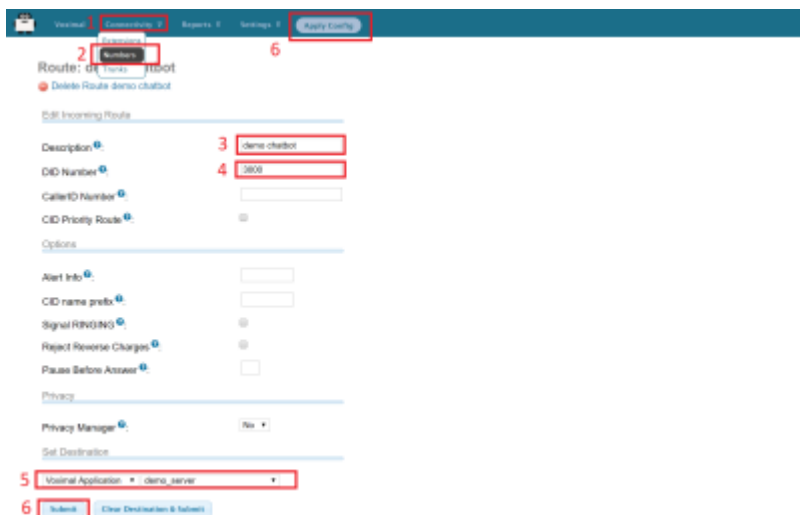 Voximal 1 Connectivity Reports Settings Apply Config
Extensions
2 Numbers 6
Trunks
Route: demo chatbot
Delete Route demo chatbot
Edit Incoming Route
Description : 3 demo chatbot
DID Number : 4 3000
CallerID Number :
CID Priority Route :
Options
Alert Info :
CID name prefix :
Signal RINGING :
Reject Reverse Charges :
Pause Before Answer :
Privacy
Privacy Manager : No
Set Destination
5 Voximal Application demo_server
6 Submit Clear Destination & Submit